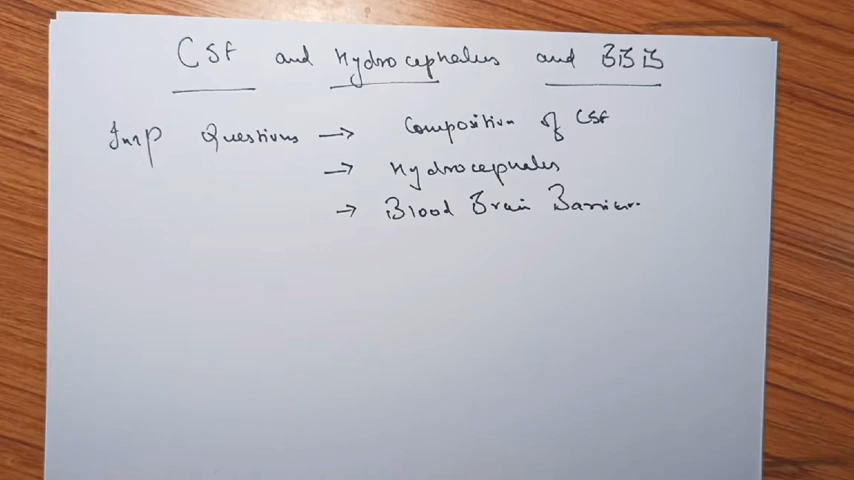 CSF and Hydrocephalus and BBB
Imp Questions → Composition of CSF
→ Hydrocephalus
→ Blood Brain Barrier.